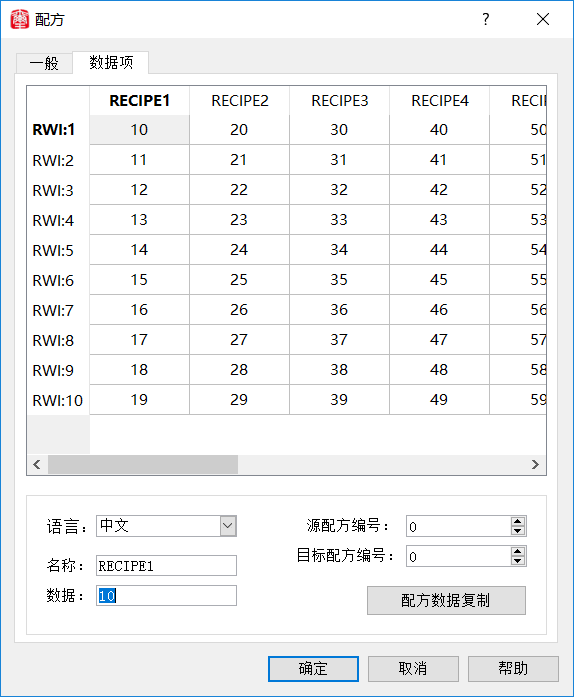 配方
?
一般 数据项
RECIPE1 RECIPE2 RECIPE3 RECIPE4 RECI
RWI:1 10 20 30 40 50
RWI:2 11 21 31 41 51
RWI:3 12 22 32 42 52
RWI:4 13 23 33 43 53
RWI:5 14 24 34 44 54
RWI:6 15 25 35 45 55
RWI:7 16 26 36 46 56
RWI:8 17 27 37 47 57
RWI:9 18 28 38 48 58
RWI:10 19 29 39 49 59
语言： 中文 源配方编号： 0
目标配方编号： 0
名称： RECIPE1
数据： 10
配方数据复制
确定 取消 帮助